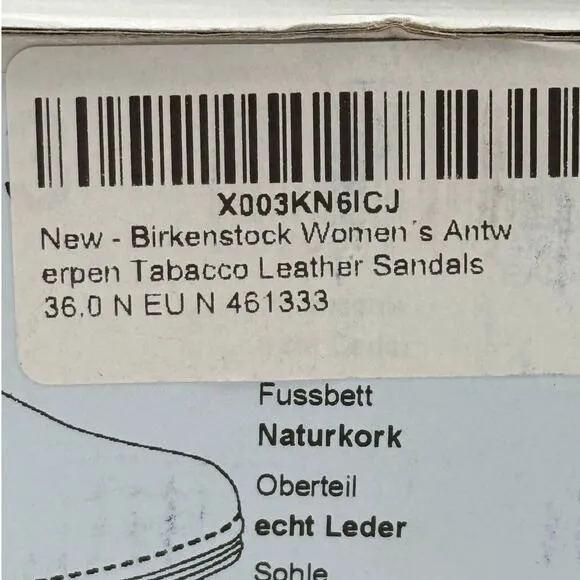 X003KN6ICJ
New - Birkenstock Women´s Antw
erpen Tabacco Leather Sandals
36.0 N EU N 461333
Fussbett
Naturkork
Oberteil
echt Leder
Sohle